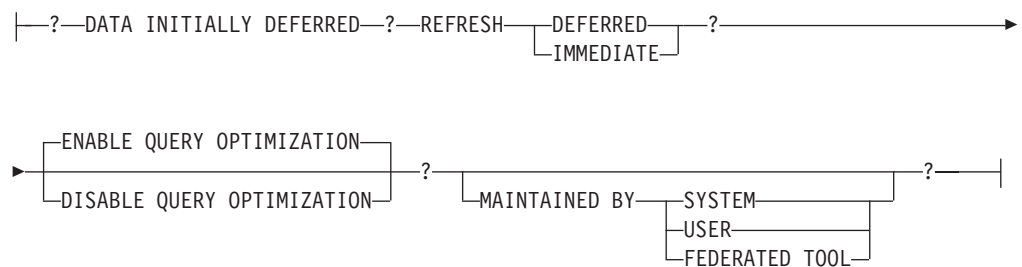 ? DATA INITIALLY DEFERRED ? REFRESH DEFERRED ?
IMMEDIATE
ENABLE QUERY OPTIMIZATION
? ?
DISABLE QUERY OPTIMIZATION MAINTAINED BY SYSTEM
USER
FEDERATED TOOL